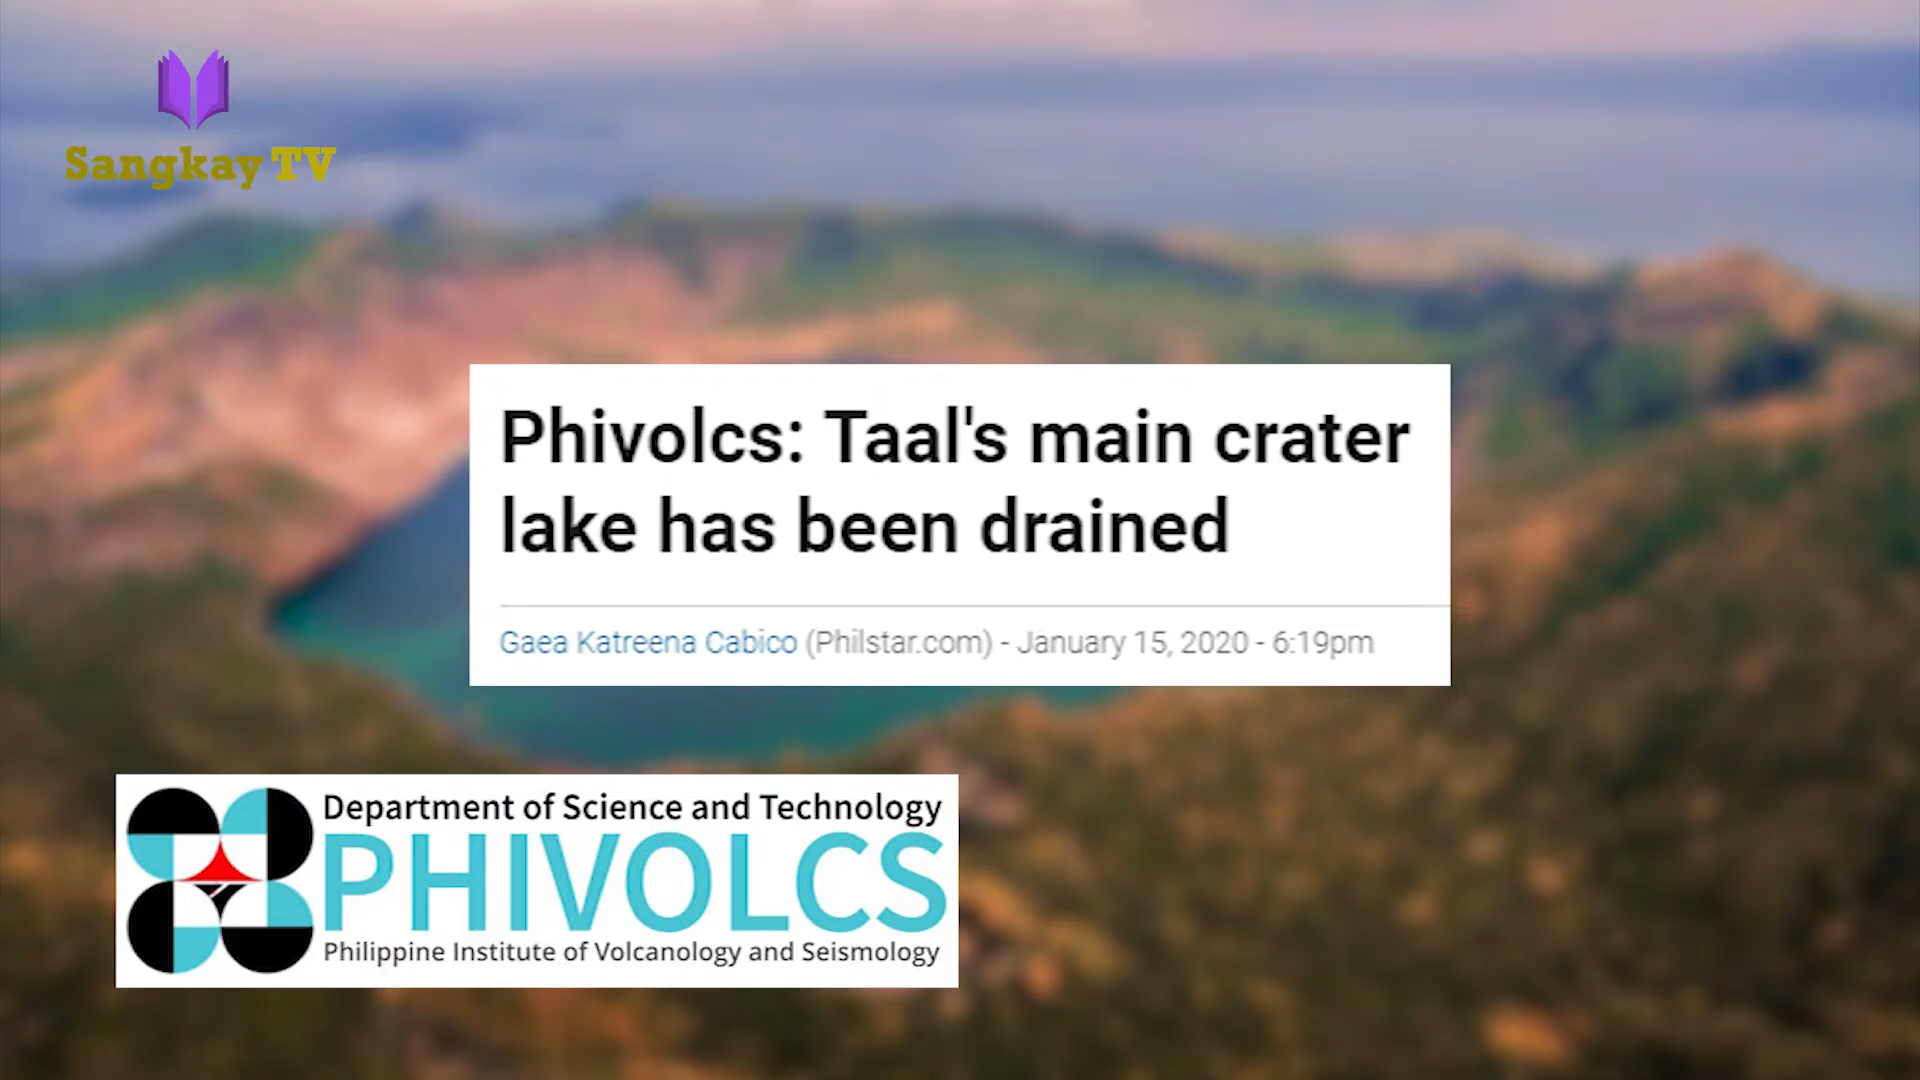 Sangkay TV
Phivolcs: Taal's main crater
lake has been drained
Gaea Katreena Cabico (Philstar.com) - January 15, 2020 - 6:19pm
Department of Science and Technology
PHIVOLCS
Philippine Institute of Volcanology and Seismology